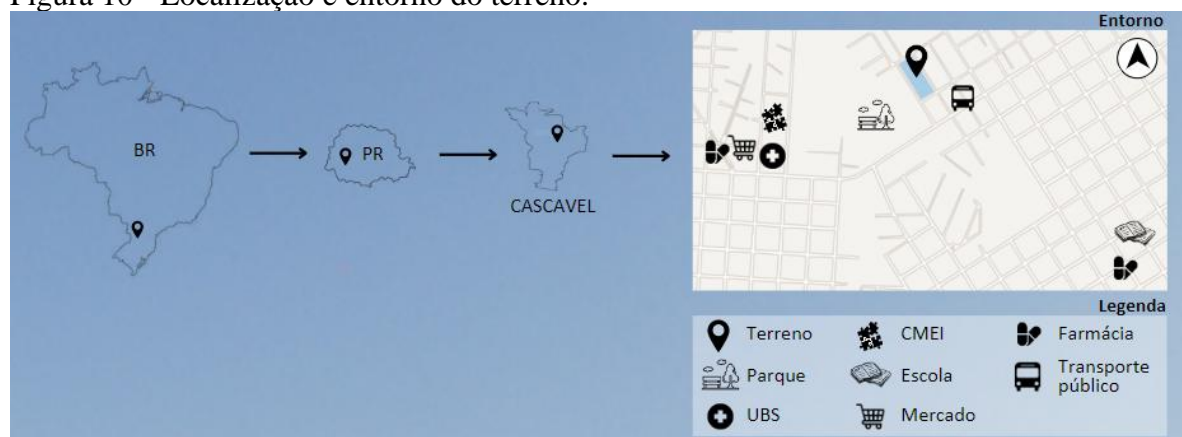 Figura 10 - Localização e entorno do terreno.
Entorno
BR
PR
CASCAVEL
Legenda
Terreno
CMEI
Farmácia
Parque
Escola
Transporte
público
UBS
Mercado